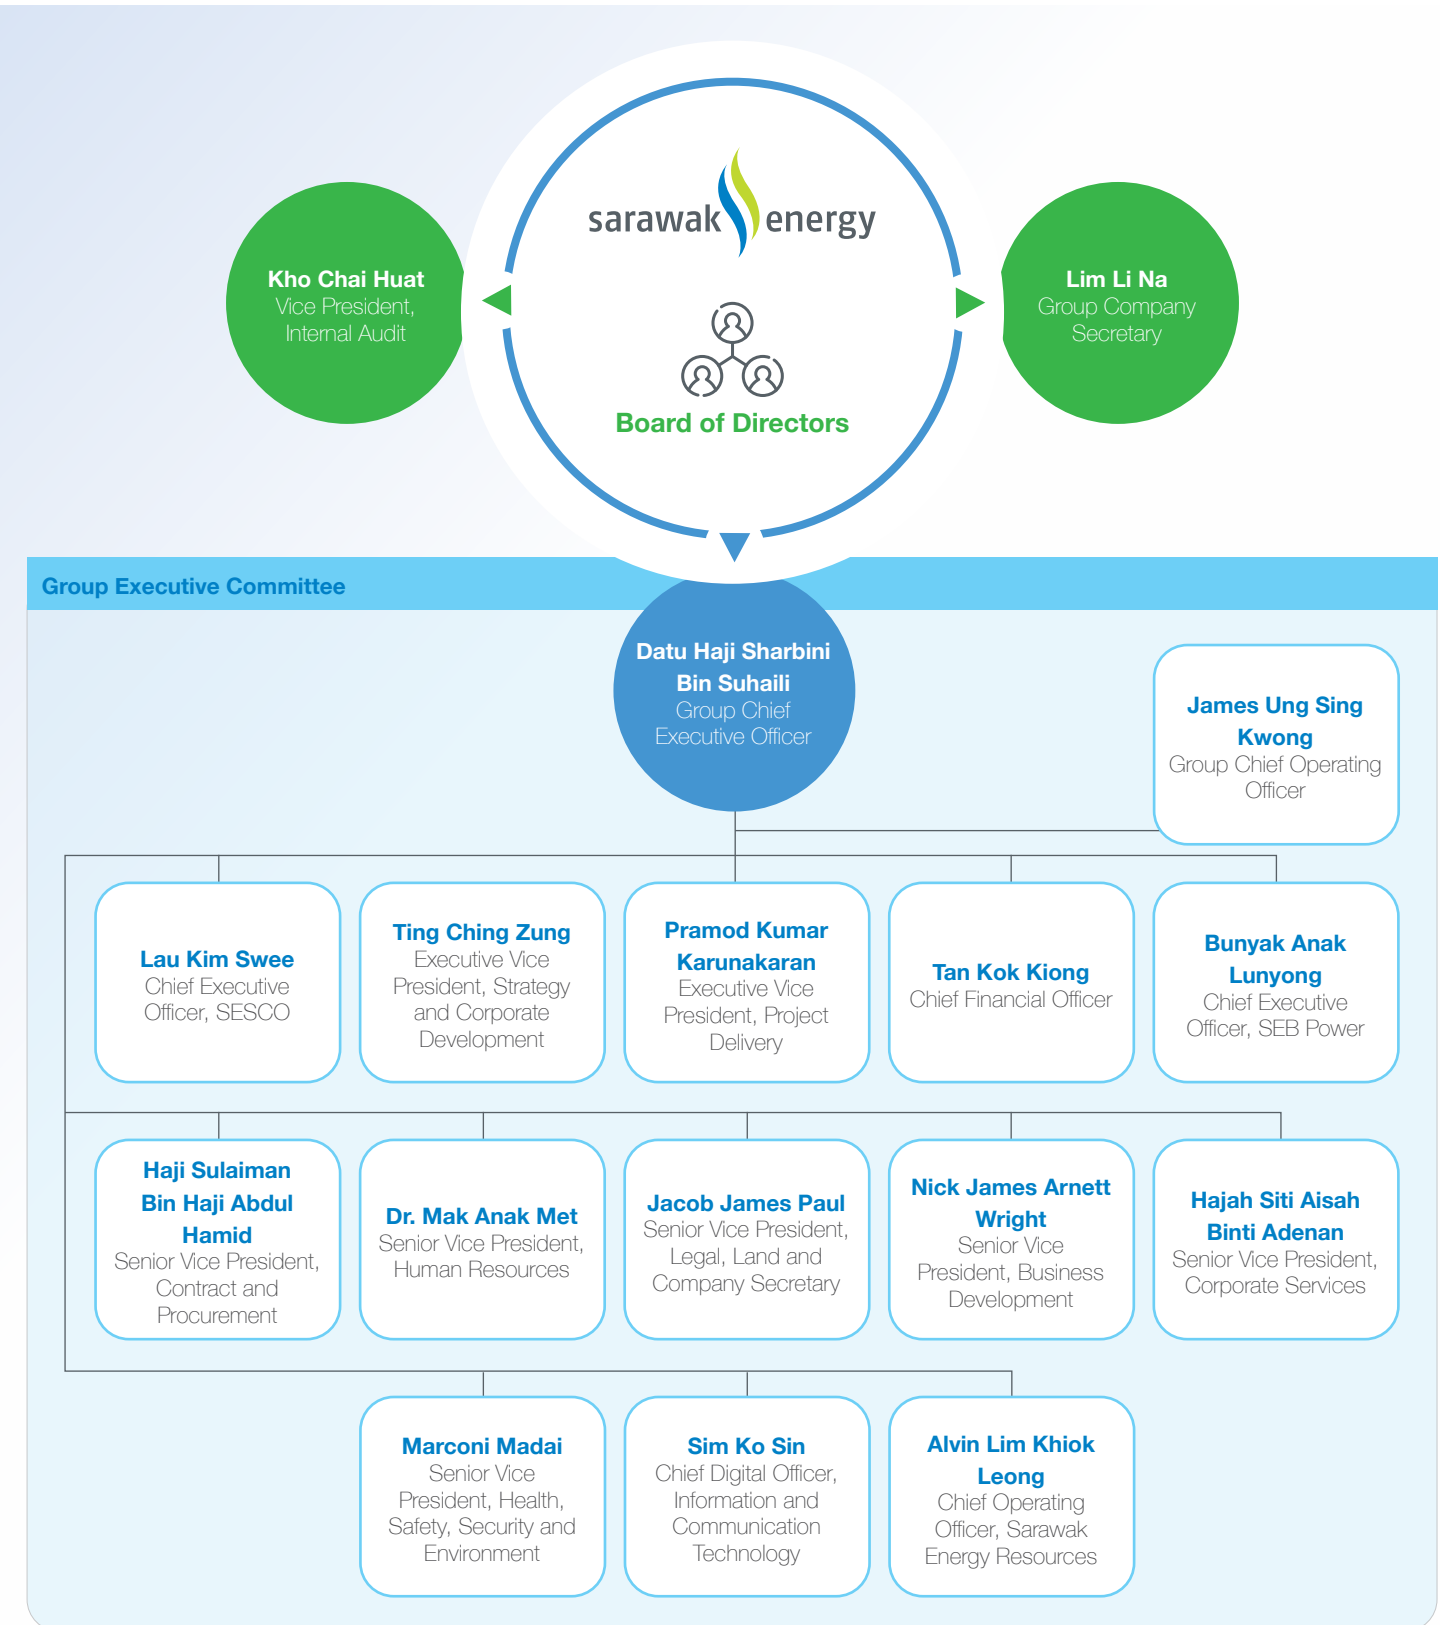 sarawak energy
Board of Directors
Kho Chai Huat
Vice President,
Internal Audit
Lim Li Na
Group Company
Secretary
Group Executive Committee
Datu Haji Sharbini
Bin Suhaili
Group Chief
Executive Officer
James Ung Sing
Kwong
Group Chief Operating
Officer
Lau Kim Swee
Chief Executive
Officer, SESCO
Ting Ching Zung
Executive Vice
President, Strategy
and Corporate
Development
Pramod Kumar
Karunakaran
Executive Vice
President, Project
Delivery
Tan Kok Kiong
Chief Financial Officer
Bunyak Anak
Lunyong
Chief Executive
Officer, SEB Power
Haji Sulaiman
Bin Haji Abdul
Hamid
Senior Vice President,
Contract and
Procurement
Dr. Mak Anak Met
Senior Vice President,
Human Resources
Jacob James Paul
Senior Vice President,
Legal, Land and
Company Secretary
Nick James Arnett
Wright
Senior Vice
President, Business
Development
Hajah Siti Aisah
Binti Adenan
Senior Vice President,
Corporate Services
Marconi Madai
Senior Vice
President, Health,
Safety, Security and
Environment
Sim Ko Sin
Chief Digital Officer,
Information and
Communication
Technology
Alvin Lim Khiok
Leong
Chief Operating
Officer, Sarawak
Energy Resources